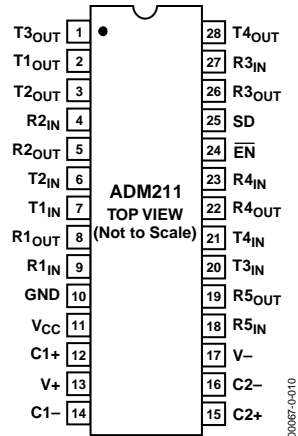 T3OUT 1 28 T4OUT
T1OUT 2 27 R3IN
T2OUT 3 26 R3OUT
R2IN 4 25 SD
R2OUT 5 24 E̅N̅
T2IN 6 23 R4IN
ADM211
T1IN 7 TOP VIEW 22 R4OUT
R1OUT 8 (Not to Scale) 21 T4IN
R1IN 9 20 T3IN
GND 10 19 R5OUT
VCC 11 18 R5IN
C1+ 12 17 V–
V+ 13 16 C2–
C1– 14 15 C2+
00067-0-010